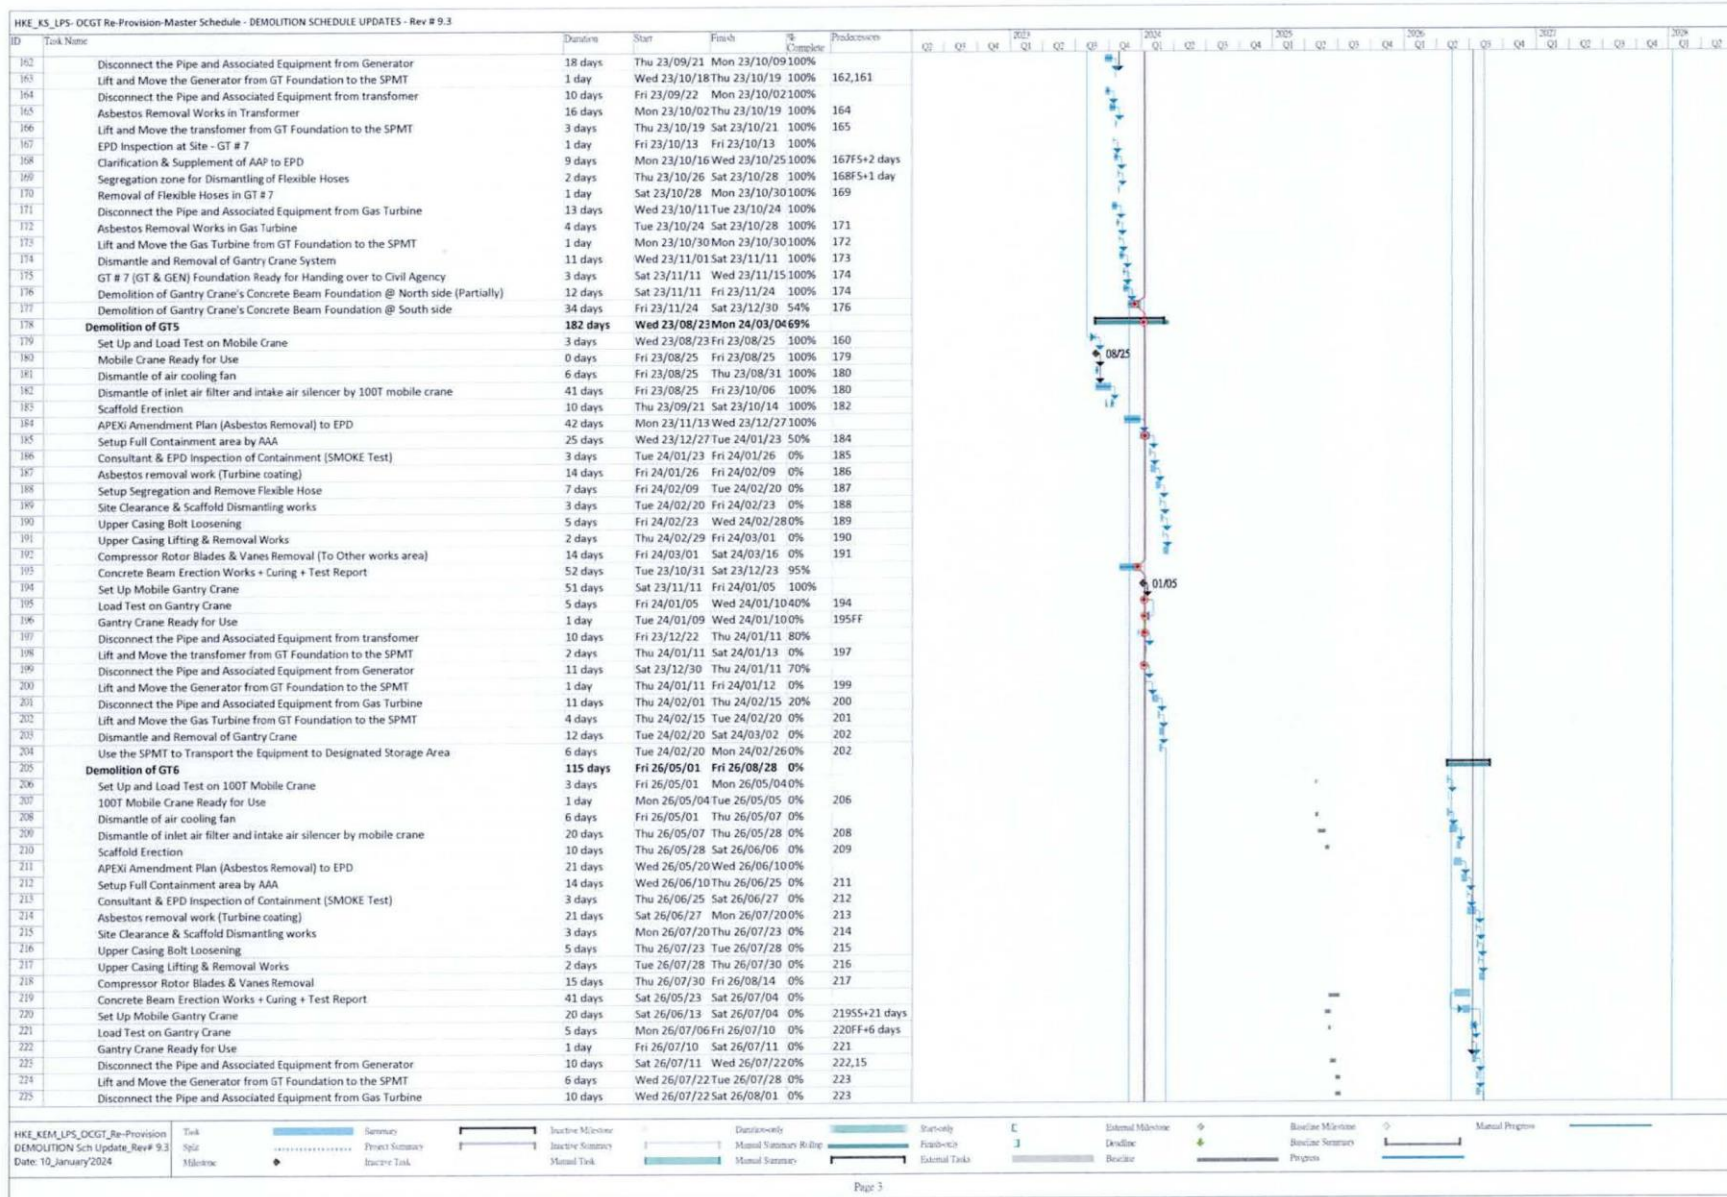 HKE_KS_LPS- OCGT Re-Provision-Master Schedule - DEMOLITION SCHEDULE UPDATES - Rev # 9.3
ID Task Name Duration Start Finish % Complete Predecessors
2023 2024 2025 2026 2027 2028
Q2 Q3 Q4 Q1 Q2 Q3 Q4 Q1 Q2 Q3 Q4 Q1 Q2 Q3 Q4 Q1 Q2 Q3 Q4 Q1 Q2 Q3 Q4 Q1 Q2
162 Disconnect the Pipe and Associated Equipment from Generator 18 days Thu 23/09/21 Mon 23/10/09 100%
163 Lift and Move the Generator from GT Foundation to the SPMT 1 day Wed 23/10/18 Thu 23/10/19 100% 162,161
164 Disconnect the Pipe and Associated Equipment from transfomer 10 days Fri 23/09/22 Mon 23/10/02 100%
165 Asbestos Removal Works in Transformer 16 days Mon 23/10/02 Thu 23/10/19 100% 164
166 Lift and Move the transfomer from GT Foundation to the SPMT 3 days Thu 23/10/19 Sat 23/10/21 100% 165
167 EPD Inspection at Site - GT # 7 1 day Fri 23/10/13 Fri 23/10/13 100%
168 Clarification & Supplement of AAP to EPD 9 days Mon 23/10/16 Wed 23/10/25 100% 167FS+2 days
169 Segregation zone for Dismantling of Flexible Hoses 2 days Thu 23/10/26 Sat 23/10/28 100% 168FS+1 day
170 Removal of Flexible Hoses in GT # 7 1 day Sat 23/10/28 Mon 23/10/30 100% 169
171 Disconnect the Pipe and Associated Equipment from Gas Turbine 13 days Wed 23/10/11 Tue 23/10/24 100%
172 Asbestos Removal Works in Gas Turbine 4 days Tue 23/10/24 Sat 23/10/28 100% 171
173 Lift and Move the Gas Turbine from GT Foundation to the SPMT 1 day Mon 23/10/30 Mon 23/10/30 100% 172
174 Dismantle and Removal of Gantry Crane System 11 days Wed 23/11/01 Sat 23/11/11 100% 173
175 GT # 7 (GT & GEN) Foundation Ready for Handing over to Civil Agency 3 days Sat 23/11/11 Wed 23/11/15 100% 174
176 Demolition of Gantry Crane's Concrete Beam Foundation @ North side (Partially) 12 days Sat 23/11/11 Fri 23/11/24 100% 174
177 Demolition of Gantry Crane's Concrete Beam Foundation @ South side 34 days Fri 23/11/24 Sat 23/12/30 54% 176
178 Demolition of GT5 182 days Wed 23/08/23 Mon 24/03/04 69%
179 Set Up and Load Test on Mobile Crane 3 days Wed 23/08/23 Fri 23/08/25 100% 160
180 Mobile Crane Ready for Use 0 days Fri 23/08/25 Fri 23/08/25 100% 179 08/25
181 Dismantle of air cooling fan 6 days Fri 23/08/25 Thu 23/08/31 100% 180
182 Dismantle of inlet air filter and intake air silencer by 100T mobile crane 41 days Fri 23/08/25 Fri 23/10/06 100% 180
183 Scaffold Erection 10 days Thu 23/09/21 Sat 23/10/14 100% 182
184 APEXi Amendment Plan (Asbestos Removal) to EPD 42 days Mon 23/11/13 Wed 23/12/27 100%
185 Setup Full Containment area by AAA 25 days Wed 23/12/27 Tue 24/01/23 50% 184
186 Consultant & EPD Inspection of Containment (SMOKE Test) 3 days Tue 24/01/23 Fri 24/01/26 0% 185
187 Asbestos removal work (Turbine coating) 14 days Fri 24/01/26 Fri 24/02/09 0% 186
188 Setup Segregation and Remove Flexible Hose 7 days Fri 24/02/09 Tue 24/02/20 0% 187
189 Site Clearance & Scaffold Dismantling works 3 days Tue 24/02/20 Fri 24/02/23 0% 188
190 Upper Casing Bolt Loosening 5 days Fri 24/02/23 Wed 24/02/28 0% 189
191 Upper Casing Lifting & Removal Works 2 days Thu 24/02/29 Fri 24/03/01 0% 190
192 Compressor Rotor Blades & Vanes Removal (To Other works area) 14 days Fri 24/03/01 Sat 24/03/16 0% 191
193 Concrete Beam Erection Works + Curing + Test Report 52 days Tue 23/10/31 Sat 23/12/23 95%
194 Set Up Mobile Gantry Crane 51 days Sat 23/11/11 Fri 24/01/05 100% 01/05
195 Load Test on Gantry Crane 5 days Fri 24/01/05 Wed 24/01/10 40% 194
196 Gantry Crane Ready for Use 1 day Tue 24/01/09 Wed 24/01/10 0% 195FF
197 Disconnect the Pipe and Associated Equipment from transfomer 10 days Fri 23/12/22 Thu 24/01/11 80%
198 Lift and Move the transfomer from GT Foundation to the SPMT 2 days Thu 24/01/11 Sat 24/01/13 0% 197
199 Disconnect the Pipe and Associated Equipment from Generator 11 days Sat 23/12/30 Thu 24/01/11 70%
200 Lift and Move the Generator from GT Foundation to the SPMT 1 day Thu 24/01/11 Fri 24/01/12 0% 199
201 Disconnect the Pipe and Associated Equipment from Gas Turbine 11 days Thu 24/02/01 Thu 24/02/15 20% 200
202 Lift and Move the Gas Turbine from GT Foundation to the SPMT 4 days Thu 24/02/15 Tue 24/02/20 0% 201
203 Dismantle and Removal of Gantry Crane 12 days Tue 24/02/20 Sat 24/03/02 0% 202
204 Use the SPMT to Transport the Equipment to Designated Storage Area 6 days Tue 24/02/20 Mon 24/02/26 0% 202
205 Demolition of GT6 115 days Fri 26/05/01 Fri 26/08/28 0%
206 Set Up and Load Test on 100T Mobile Crane 3 days Fri 26/05/01 Mon 26/05/04 0%
207 100T Mobile Crane Ready for Use 1 day Mon 26/05/04 Tue 26/05/05 0% 206
208 Dismantle of air cooling fan 6 days Fri 26/05/01 Thu 26/05/07 0%
209 Dismantle of inlet air filter and intake air silencer by mobile crane 20 days Thu 26/05/07 Thu 26/05/28 0% 208
210 Scaffold Erection 10 days Thu 26/05/28 Sat 26/06/06 0% 209
211 APEXi Amendment Plan (Asbestos Removal) to EPD 21 days Wed 26/05/20 Wed 26/06/10 0%
212 Setup Full Containment area by AAA 14 days Wed 26/06/10 Thu 26/06/25 0% 211
213 Consultant & EPD Inspection of Containment (SMOKE Test) 3 days Thu 26/06/25 Sat 26/06/27 0% 212
214 Asbestos removal work (Turbine coating) 21 days Sat 26/06/27 Mon 26/07/20 0% 213
215 Site Clearance & Scaffold Dismantling works 3 days Mon 26/07/20 Thu 26/07/23 0% 214
216 Upper Casing Bolt Loosening 5 days Thu 26/07/23 Tue 26/07/28 0% 215
217 Upper Casing Lifting & Removal Works 2 days Tue 26/07/28 Thu 26/07/30 0% 216
218 Compressor Rotor Blades & Vanes Removal 15 days Thu 26/07/30 Fri 26/08/14 0% 217
219 Concrete Beam Erection Works + Curing + Test Report 41 days Sat 26/05/23 Sat 26/07/04 0%
220 Set Up Mobile Gantry Crane 20 days Sat 26/06/13 Sat 26/07/04 0% 219SS+21 days
221 Load Test on Gantry Crane 5 days Mon 26/07/06 Fri 26/07/10 0% 220FF+6 days
222 Gantry Crane Ready for Use 1 day Fri 26/07/10 Sat 26/07/11 0% 221
223 Disconnect the Pipe and Associated Equipment from Generator 10 days Sat 26/07/11 Wed 26/07/22 0% 222,15
224 Lift and Move the Generator from GT Foundation to the SPMT 6 days Wed 26/07/22 Tue 26/07/28 0% 223
225 Disconnect the Pipe and Associated Equipment from Gas Turbine 10 days Wed 26/07/22 Sat 26/08/01 0% 223
HKE_KEM_LPS_OCGT_Re-Provision Task Summary Inactive Milestone Duration-only Start-only External Milestone Baseline Milestone Manual Progress
DEMOLITION Sch Update_Rev# 9.3 Split Project Summary Inactive Summary Manual Summary Rollup Finish-only Deadline Baseline Summary
Date: 10_January'2024 Milestone Inactive Task Manual Task Manual Summary External Tasks Baseline Progress
Page 3